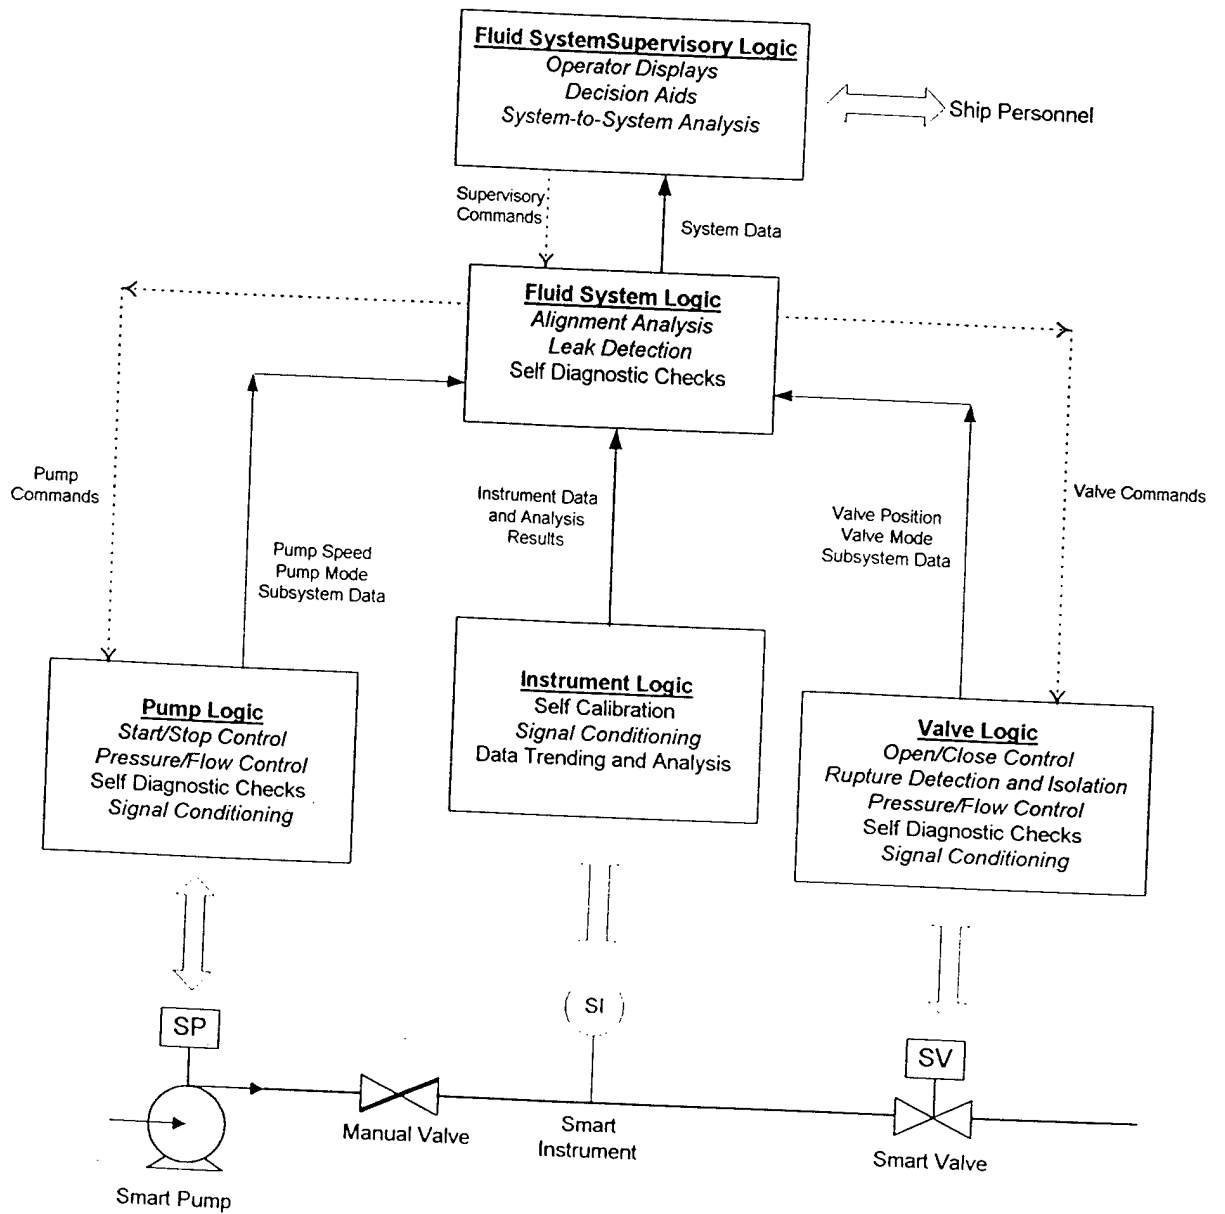 Fluid SystemSupervisory Logic
Operator Displays
Decision Aids
System-to-System Analysis
Ship Personnel
Supervisory
Commands
System Data
Fluid System Logic
Alignment Analysis
Leak Detection
Self Diagnostic Checks
Pump
Commands
Instrument Data
and Analysis
Results
Valve Commands
Valve Position
Valve Mode
Subsystem Data
Pump Speed
Pump Mode
Subsystem Data
Pump Logic
Start/Stop Control
Pressure/Flow Control
Self Diagnostic Checks
Signal Conditioning
Instrument Logic
Self Calibration
Signal Conditioning
Data Trending and Analysis
Valve Logic
Open/Close Control
Rupture Detection and Isolation
Pressure/Flow Control
Self Diagnostic Checks
Signal Conditioning
SP
SI
SV
Manual Valve
Smart
Instrument
Smart Valve
Smart Pump